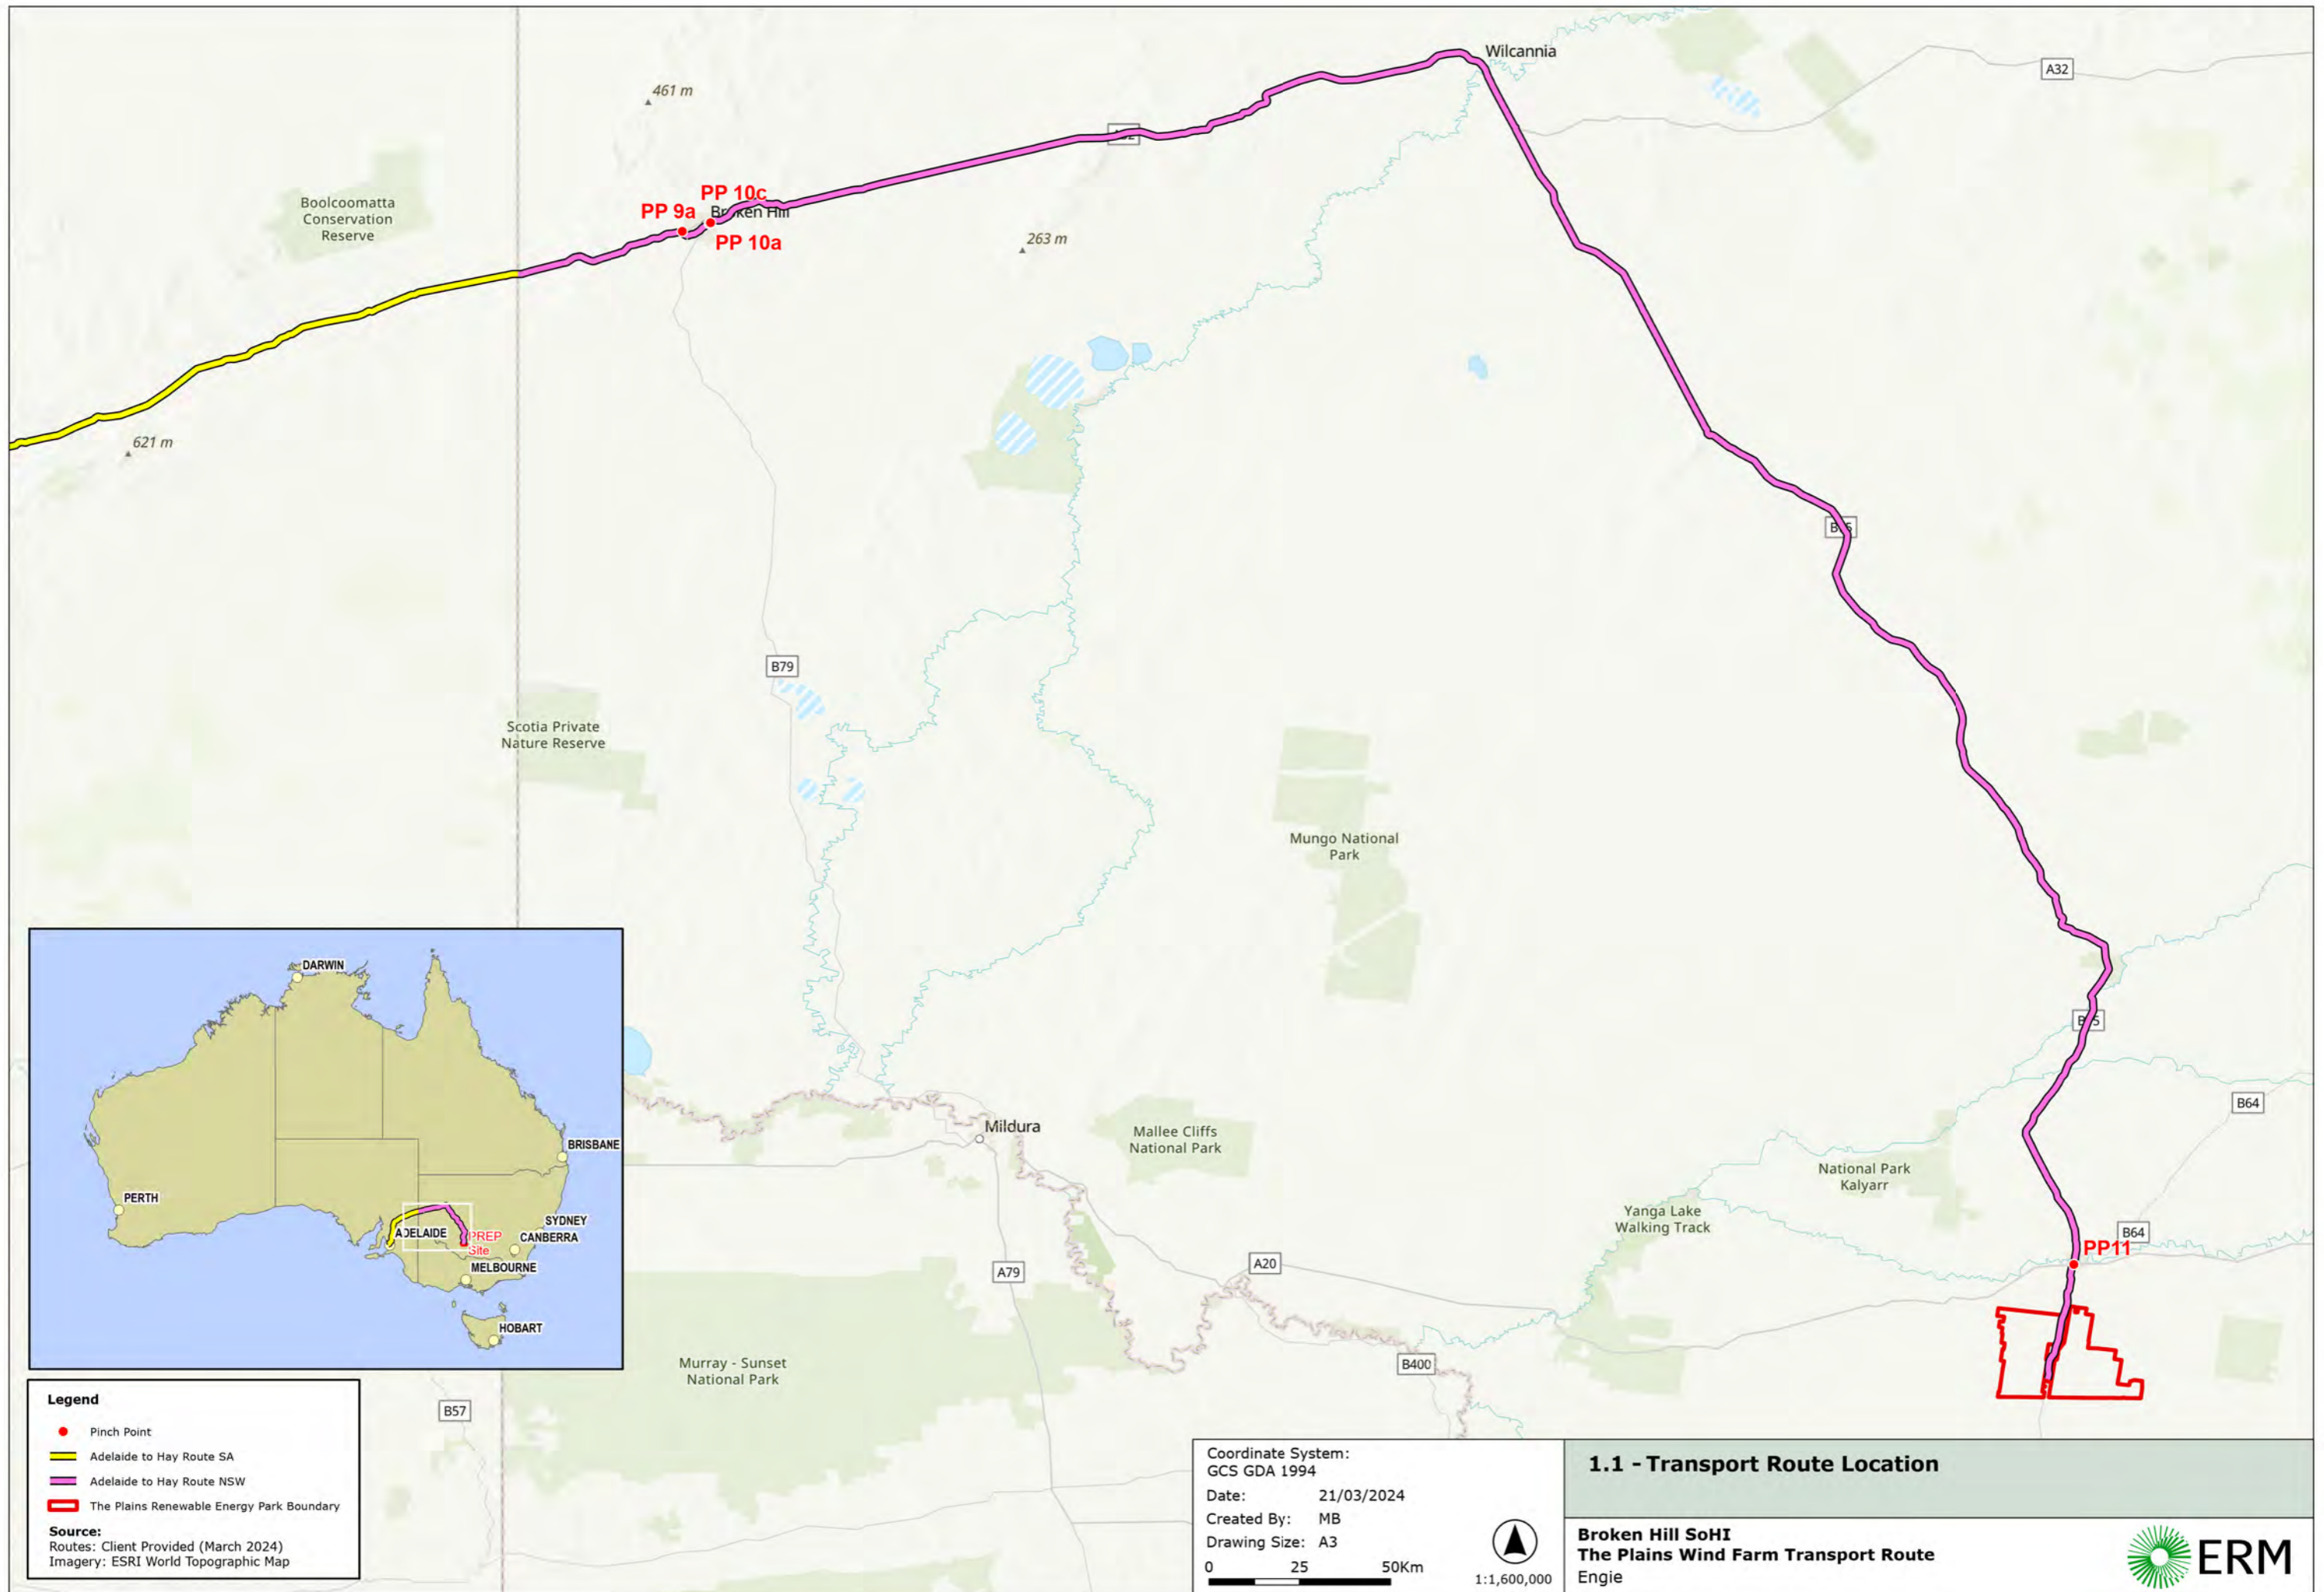 Wilcannia
A32
461 m
Boolcoomatta
Conservation
Reserve
PP 10c
PP 9a
Broken Hill
PP 10a
263 m
621 m
B79
Scotia Private
Nature Reserve
Mungo National
Park
Mildura
Mallee Cliffs
National Park
B64
National Park
Kalyarr
Yanga Lake
Walking Track
B64
PP11
A79
A20
B400
Murray - Sunset
National Park
B57
DARWIN
BRISBANE
PERTH
SYDNEY
ADELAIDE
PREP
Site
CANBERRA
MELBOURNE
HOBART
Legend
Pinch Point
Adelaide to Hay Route SA
Adelaide to Hay Route NSW
The Plains Renewable Energy Park Boundary
Source:
Routes: Client Provided (March 2024)
Imagery: ESRI World Topographic Map
Coordinate System:
GCS GDA 1994
Date: 21/03/2024
Created By: MB
Drawing Size: A3
0 25 50Km
1:1,600,000
1.1 - Transport Route Location
Broken Hill SoHI
The Plains Wind Farm Transport Route
Engie
ERM